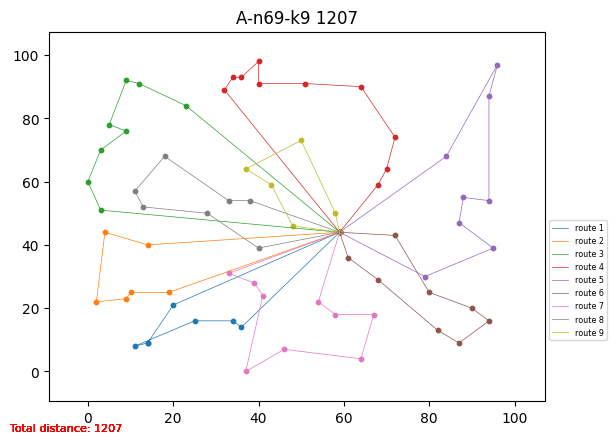 A-n69-k9 1207
100
80
60
40
20
0
0 20 40 60 80 100
route 1
route 2
route 3
route 4
route 5
route 6
route 7
route 8
route 9
Total distance: 1207